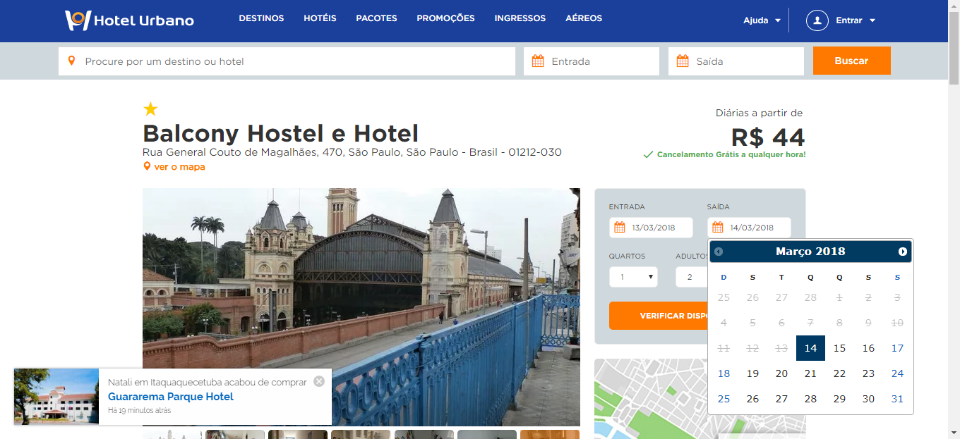 Hotel Urbano
DESTINOS HOTÉIS PACOTES PROMOÇÕES INGRESSOS AÉREOS
Ajuda Entrar
Procure por um destino ou hotel
Entrada
Saída
Buscar
Balcony Hostel e Hotel
Rua General Couto de Magalhães, 470, São Paulo, São Paulo - Brasil - 01212-030
ver o mapa
Diárias a partir de
R$ 44
Cancelamento Grátis a qualquer hora!
ENTRADA SAÍDA
13/03/2018 14/03/2018
QUARTOS ADULTOS
1 2
VERIFICAR DISP
Março 2018
D S T Q Q S S
25 26 27 28 1 2 3
4 5 6 7 8 9 10
11 12 13 14 15 16 17
18 19 20 21 22 23 24
25 26 27 28 29 30 31
Natali em Itaquaquecetuba acabou de comprar
Guararema Parque Hotel
Há 19 minutos atrás